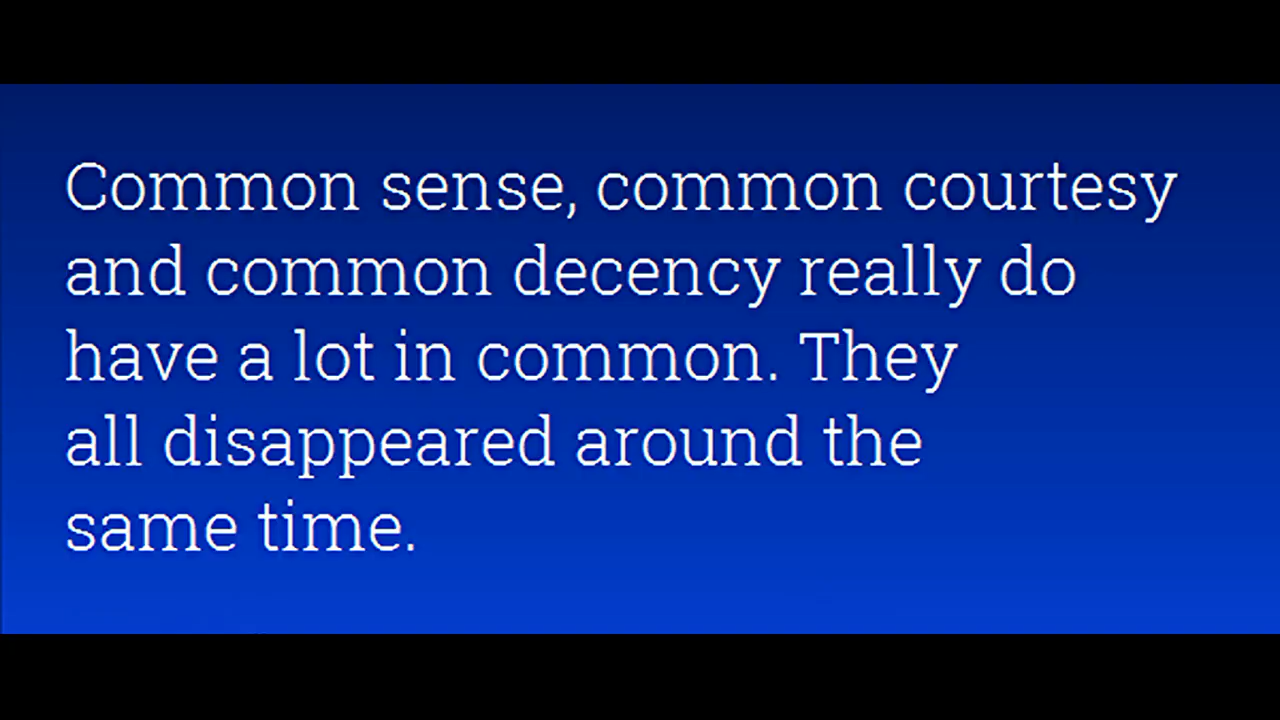 Common sense, common courtesy
and common decency really do
have a lot in common. They
all disappeared around the
same time.